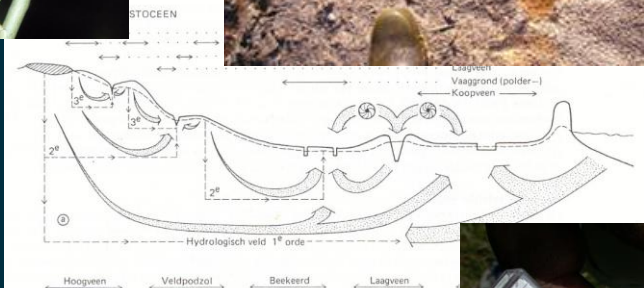 STOCEEN
Laagveen
Vaaggrond (polder-)
Koopveen
3e
3e
2e
2e
a
Hydrologisch veld 1e orde
Hoogveen
Veldpodzol
Beekeerd
Laagveen